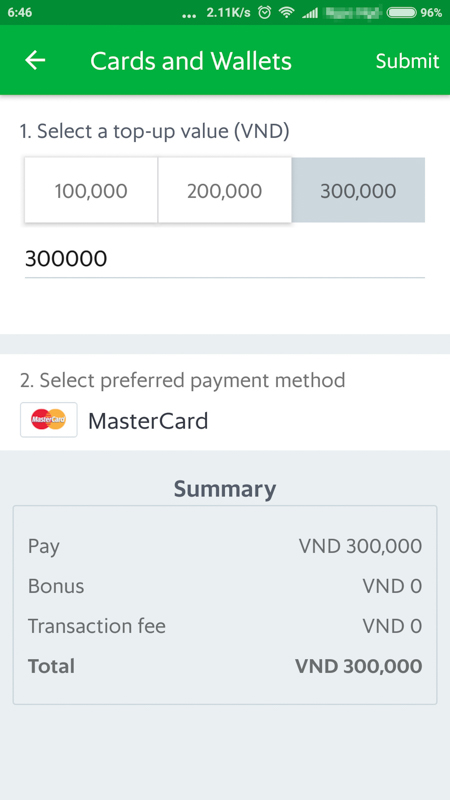 6:46 ... 2.11K/s 96%
Cards and Wallets Submit
1. Select a top-up value (VND)
100,000 200,000 300,000
300000
2. Select preferred payment method
MasterCard MasterCard
Summary
Pay VND 300,000
Bonus VND 0
Transaction fee VND 0
Total VND 300,000